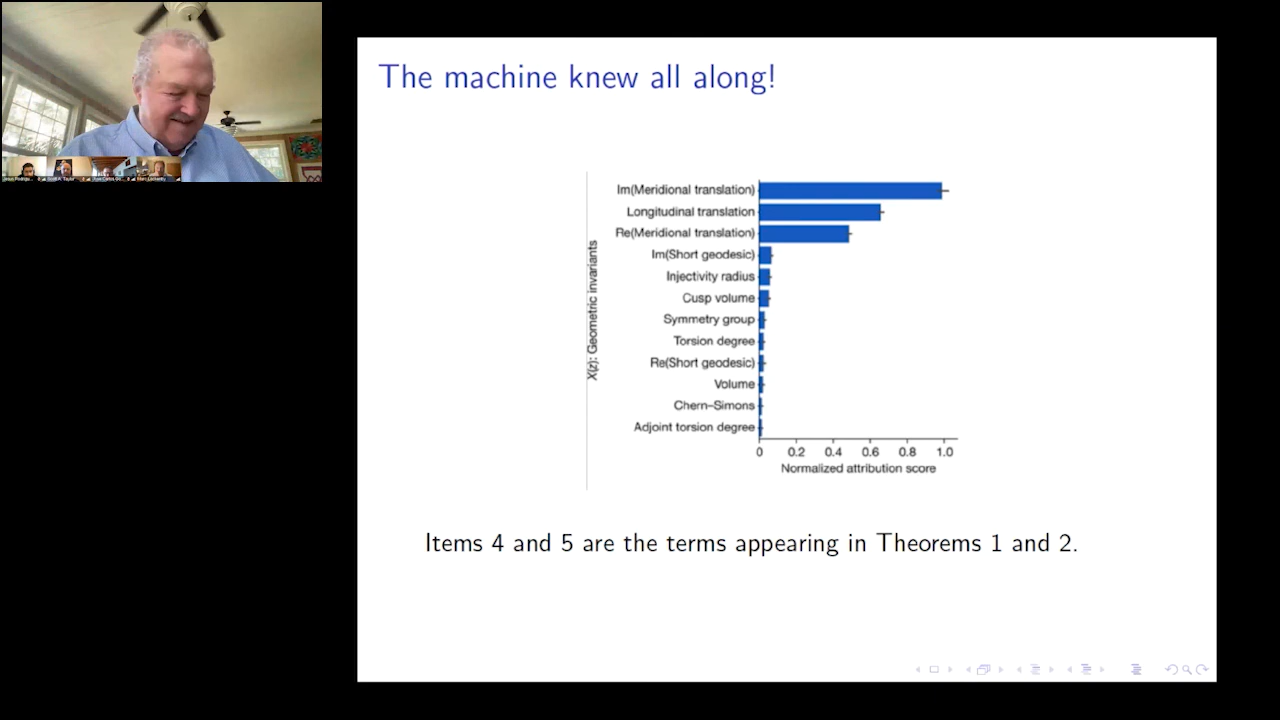 The machine knew all along!
X(z): Geometric invariants
Im(Meridional translation)
Longitudinal translation
Re(Meridional translation)
Im(Short geodesic)
Injectivity radius
Cusp volume
Symmetry group
Torsion degree
Re(Short geodesic)
Volume
Chern–Simons
Adjoint torsion degree
0 0.2 0.4 0.6 0.8 1.0
Normalized attribution score
Items 4 and 5 are the terms appearing in Theorems 1 and 2.